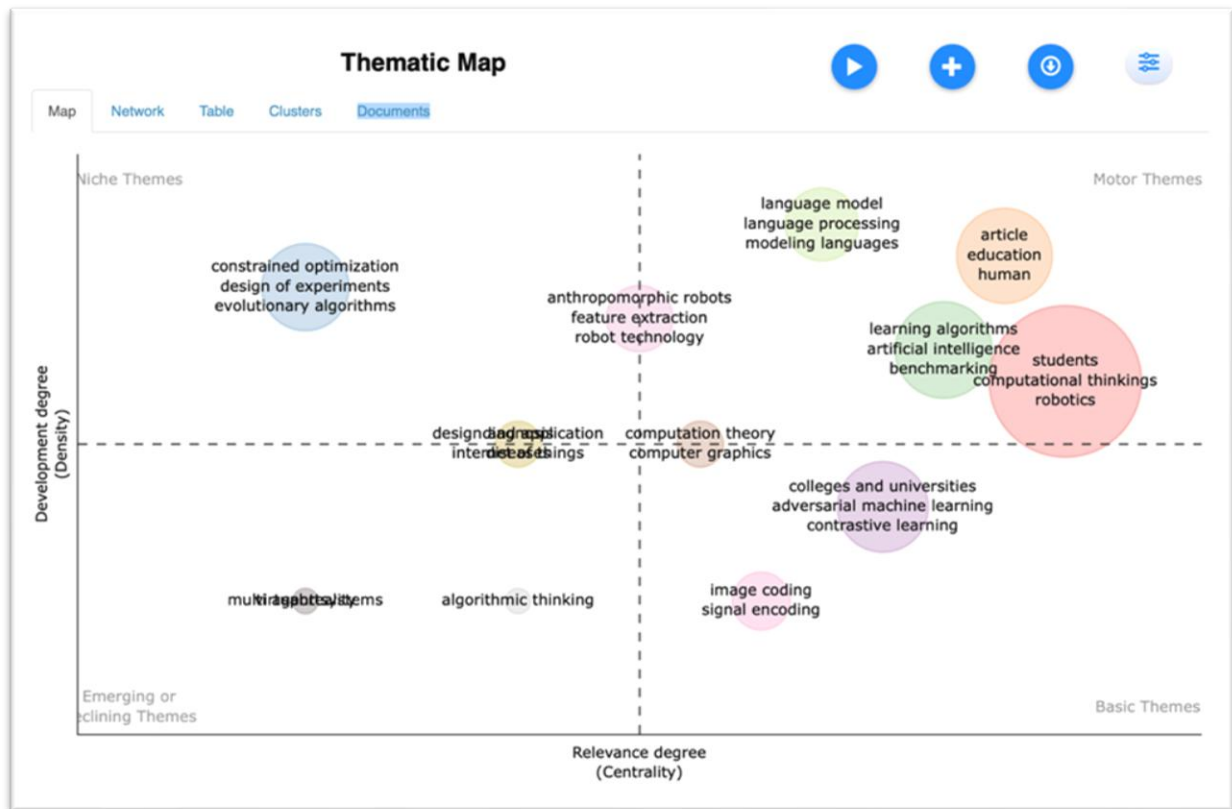 Thematic Map
Map
Network
Table
Clusters
Documents
Niche Themes
Motor Themes
language model
language processing
modeling languages
article
education
human
constrained optimization
design of experiments
evolutionary algorithms
anthropomorphic robots
feature extraction
robot technology
learning algorithms
artificial intelligence
benchmarking
students
computational thinkings
robotics
computation theory
computer graphics
colleges and universities
adversarial machine learning
contrastive learning
image coding
signal encoding
algorithmic thinking
Emerging or
eclining Themes
Basic Themes
Development degree
(Density)
Relevance degree
(Centrality)